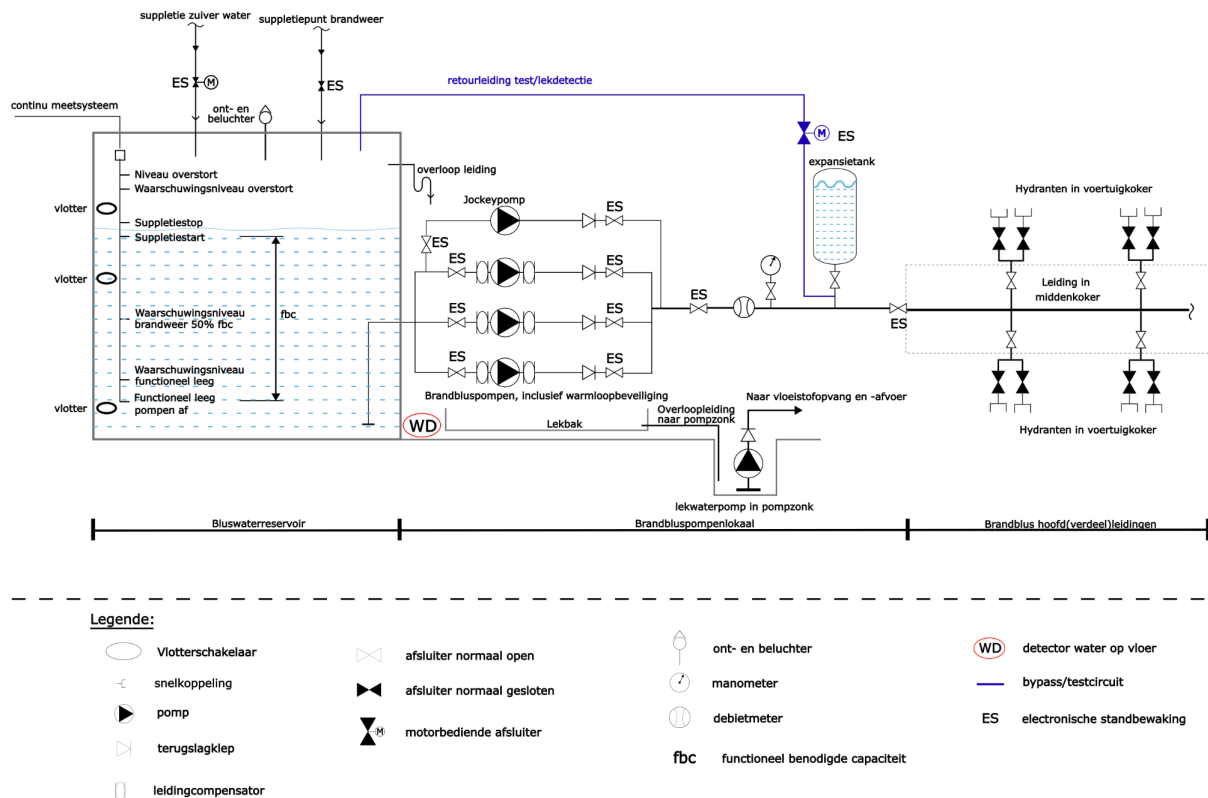 suppletie zuiver water
suppletiepunt brandweer
ES
M
ES
retourleiding test/lekdetectie
continu meetsysteem
ont- en
beluchter
M
ES
expansietank
overloop leiding
Niveau overstort
Waarschuwingsniveau overstort
vlotter
Suppletiestop
Suppletiestart
vlotter
fbc
Waarschuwingsniveau
brandweer 50% fbc
Waarschuwingsniveau
functioneel leeg
Functioneel leeg
pompen af
vlotter
Jockeypomp
ES
ES
ES
ES
ES
ES
ES
ES
ES
ES
Brandbluspompen, inclusief warmloopbeveiliging
WD
Lekbak
Overloopleiding
naar pompzonk
Naar vloeistofopvang en -afvoer
lekwaterpomp in pompzonk
Hydranten in voertuigkoker
Leiding in
middenkoker
Hydranten in voertuigkoker
Bluswaterreservoir
Brandbluspompenlokaal
Brandblus hoofd(verdeel)leidingen
Legende:
Vlotterschakelaar
snelkoppeling
pomp
terugslagklep
leidingcompensator
afsluiter normaal open
afsluiter normaal gesloten
M
motorbediende afsluiter
ont- en beluchter
manometer
debietmeter
fbc functioneel benodigde capaciteit
WD detector water op vloer
bypass/testcircuit
ES electronische standbewaking